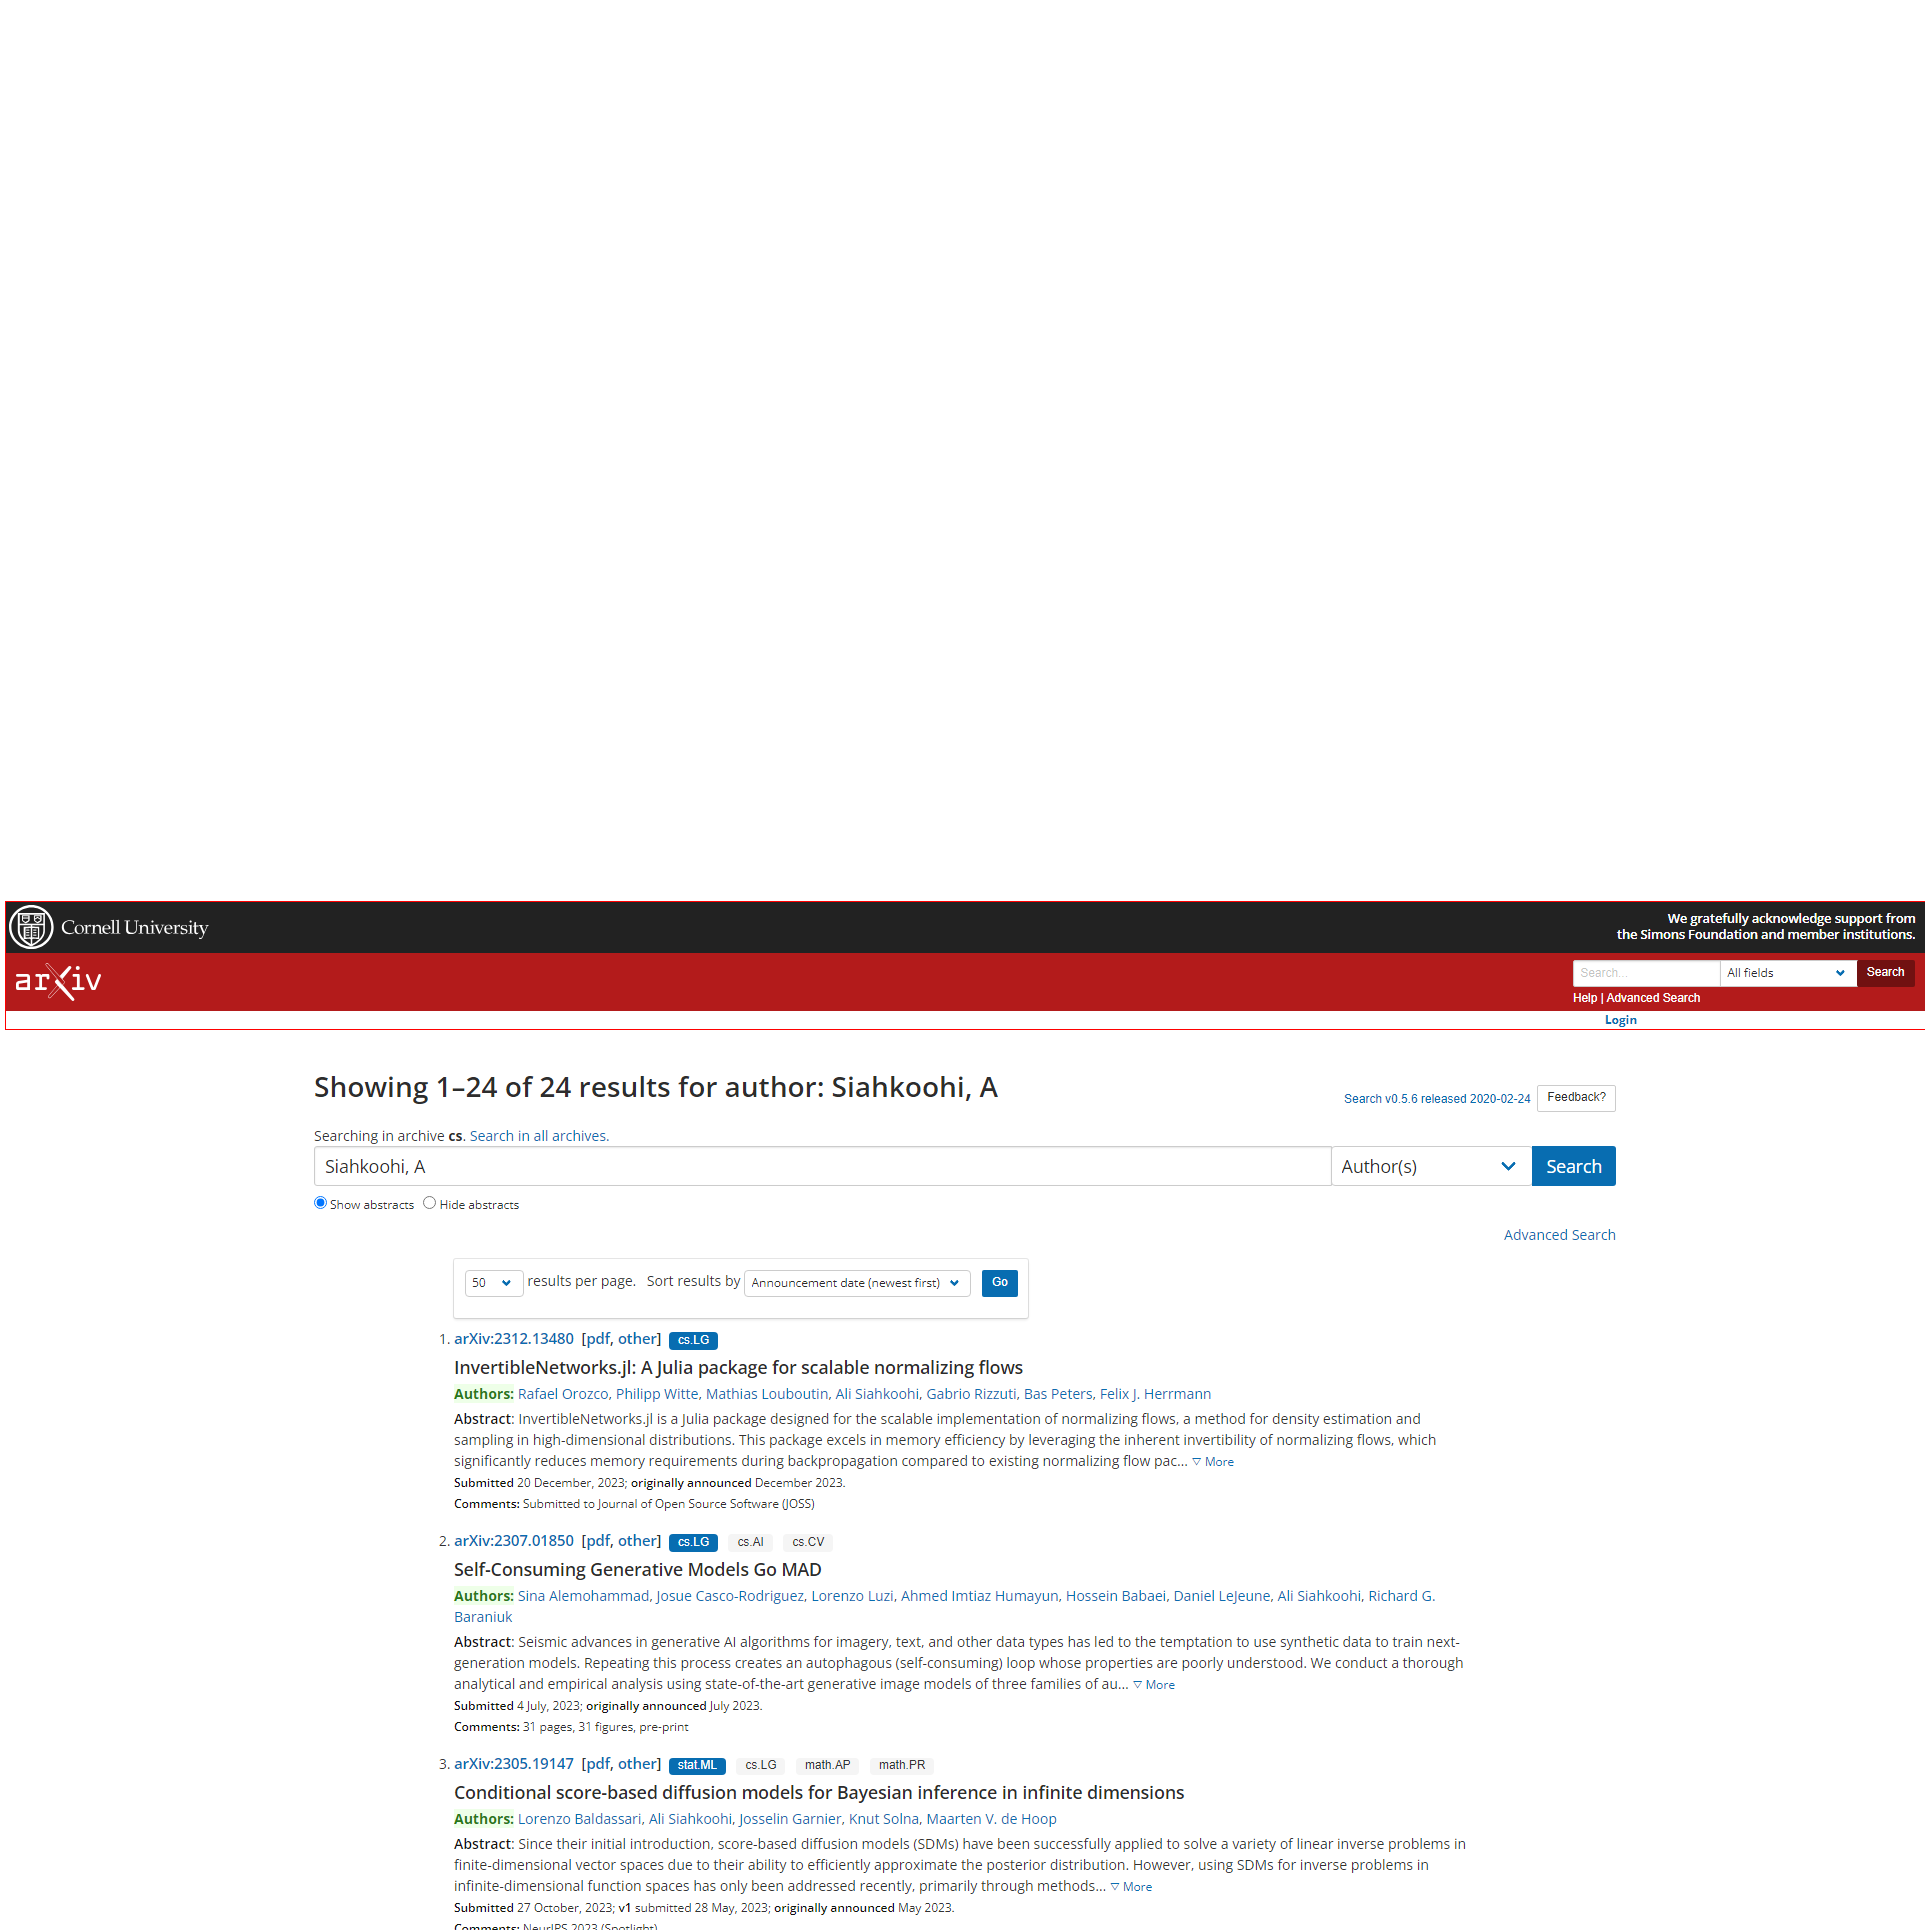 Cornell University
We gratefully acknowledge support from
the Simons Foundation and member institutions.
arXiv
Search...
All fields
Search
Help | Advanced Search
Login
Showing 1–24 of 24 results for author: Siahkoohi, A
Search v0.5.6 released 2020-02-24
Feedback?
Searching in archive cs. Search in all archives.
Siahkoohi, A
Author(s)
Search
Show abstracts Hide abstracts
Advanced Search
50 results per page. Sort results by Announcement date (newest first) Go
1. arXiv:2312.13480 [pdf, other] cs.LG
InvertibleNetworks.jl: A Julia package for scalable normalizing flows
Authors: Rafael Orozco, Philipp Witte, Mathias Louboutin, Ali Siahkoohi, Gabrio Rizzuti, Bas Peters, Felix J. Herrmann
Abstract: InvertibleNetworks.jl is a Julia package designed for the scalable implementation of normalizing flows, a method for density estimation and
sampling in high-dimensional distributions. This package excels in memory efficiency by leveraging the inherent invertibility of normalizing flows, which
significantly reduces memory requirements during backpropagation compared to existing normalizing flow pac... ▽ More
Submitted 20 December, 2023; originally announced December 2023.
Comments: Submitted to Journal of Open Source Software (JOSS)
2. arXiv:2307.01850 [pdf, other] cs.LG cs.AI cs.CV
Self-Consuming Generative Models Go MAD
Authors: Sina Alemohammad, Josue Casco-Rodriguez, Lorenzo Luzi, Ahmed Imtiaz Humayun, Hossein Babaei, Daniel LeJeune, Ali Siahkoohi, Richard G.
Baraniuk
Abstract: Seismic advances in generative AI algorithms for imagery, text, and other data types has led to the temptation to use synthetic data to train next-
generation models. Repeating this process creates an autophagous (self-consuming) loop whose properties are poorly understood. We conduct a thorough
analytical and empirical analysis using state-of-the-art generative image models of three families of au... ▽ More
Submitted 4 July, 2023; originally announced July 2023.
Comments: 31 pages, 31 figures, pre-print
3. arXiv:2305.19147 [pdf, other] stat.ML cs.LG math.AP math.PR
Conditional score-based diffusion models for Bayesian inference in infinite dimensions
Authors: Lorenzo Baldassari, Ali Siahkoohi, Josselin Garnier, Knut Solna, Maarten V. de Hoop
Abstract: Since their initial introduction, score-based diffusion models (SDMs) have been successfully applied to solve a variety of linear inverse problems in
finite-dimensional vector spaces due to their ability to efficiently approximate the posterior distribution. However, using SDMs for inverse problems in
infinite-dimensional function spaces has only been addressed recently, primarily through methods... ▽ More
Submitted 27 October, 2023; v1 submitted 28 May, 2023; originally announced May 2023.
Comments: NeurIPS 2023 (Spotlight)